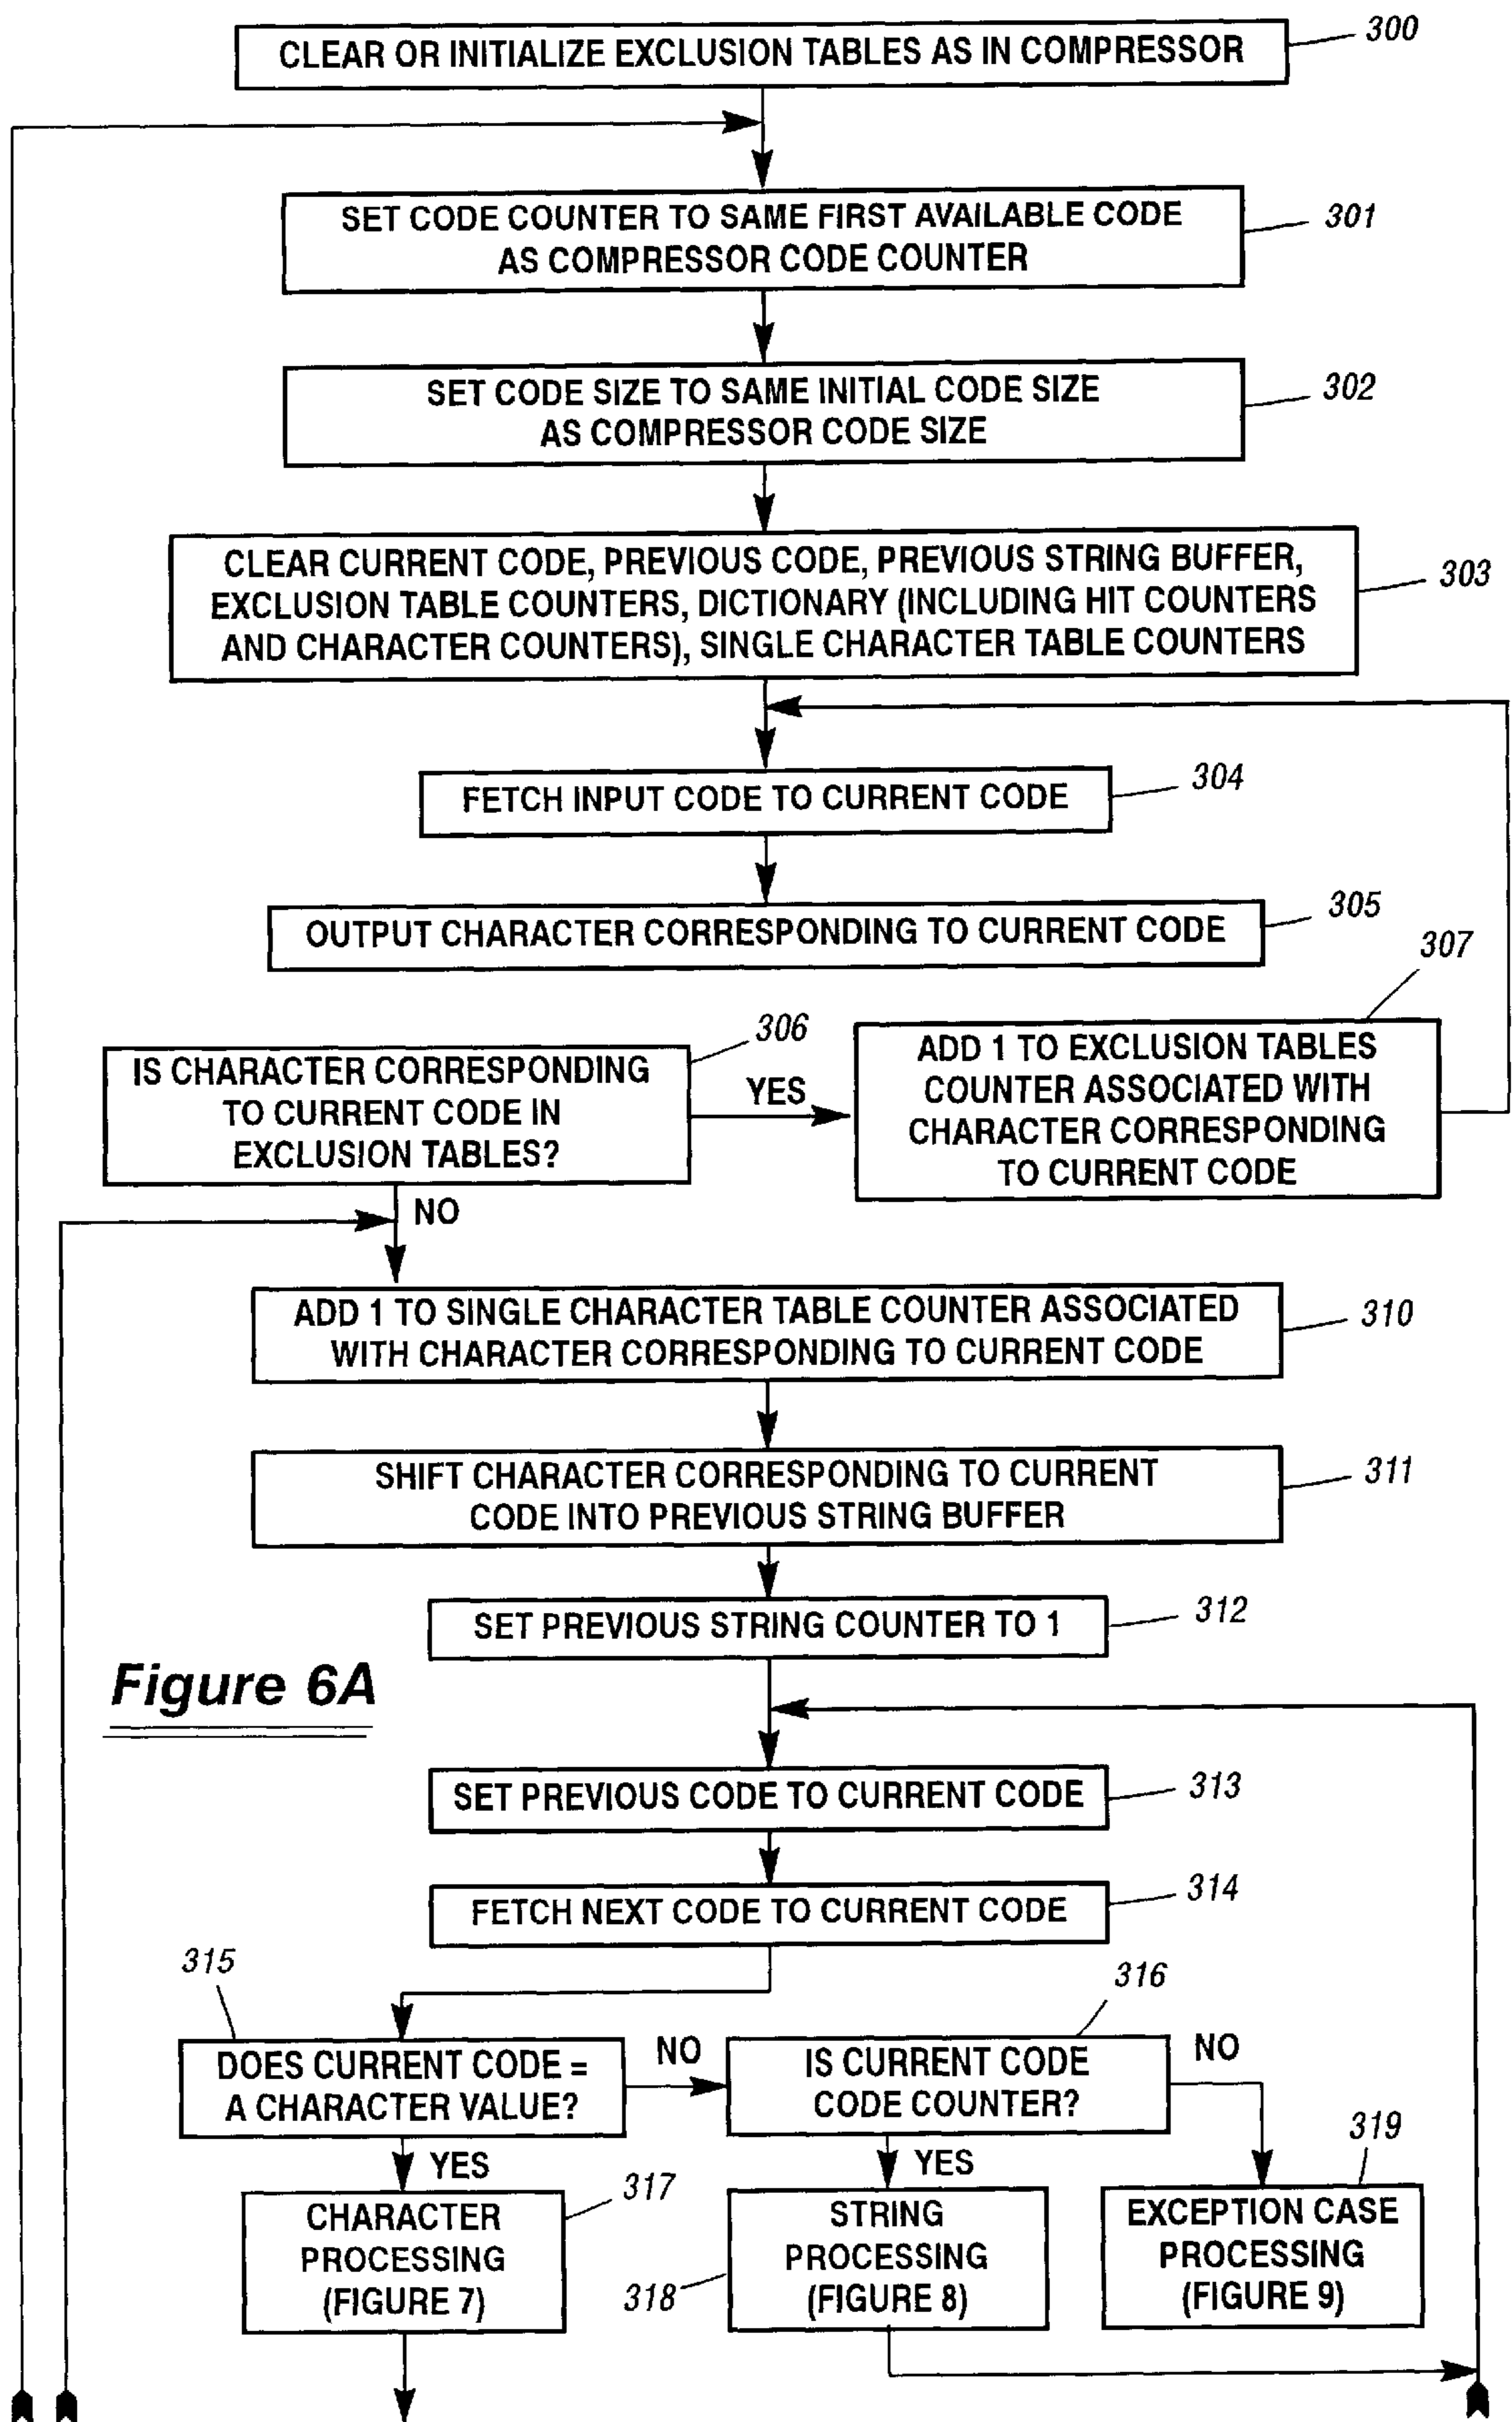 CLEAR OR INITIALIZE EXCLUSION TABLES AS IN COMPRESSOR
300
SET CODE COUNTER TO SAME FIRST AVAILABLE CODE
AS COMPRESSOR CODE COUNTER
301
SET CODE SIZE TO SAME INITIAL CODE SIZE
AS COMPRESSOR CODE SIZE
302
CLEAR CURRENT CODE, PREVIOUS CODE, PREVIOUS STRING BUFFER,
EXCLUSION TABLE COUNTERS, DICTIONARY (INCLUDING HIT COUNTERS
AND CHARACTER COUNTERS), SINGLE CHARACTER TABLE COUNTERS
303
FETCH INPUT CODE TO CURRENT CODE
304
OUTPUT CHARACTER CORRESPONDING TO CURRENT CODE
305
IS CHARACTER CORRESPONDING
TO CURRENT CODE IN
EXCLUSION TABLES?
306
YES
ADD 1 TO EXCLUSION TABLES
COUNTER ASSOCIATED WITH
CHARACTER CORRESPONDING
TO CURRENT CODE
307
NO
ADD 1 TO SINGLE CHARACTER TABLE COUNTER ASSOCIATED
WITH CHARACTER CORRESPONDING TO CURRENT CODE
310
SHIFT CHARACTER CORRESPONDING TO CURRENT
CODE INTO PREVIOUS STRING BUFFER
311
SET PREVIOUS STRING COUNTER TO 1
312
Figure 6A
SET PREVIOUS CODE TO CURRENT CODE
313
FETCH NEXT CODE TO CURRENT CODE
314
315
DOES CURRENT CODE =
A CHARACTER VALUE?
NO
316
IS CURRENT CODE
CODE COUNTER?
NO
YES
YES
CHARACTER
PROCESSING
(FIGURE 7)
317
STRING
PROCESSING
(FIGURE 8)
318
319
EXCEPTION CASE
PROCESSING
(FIGURE 9)